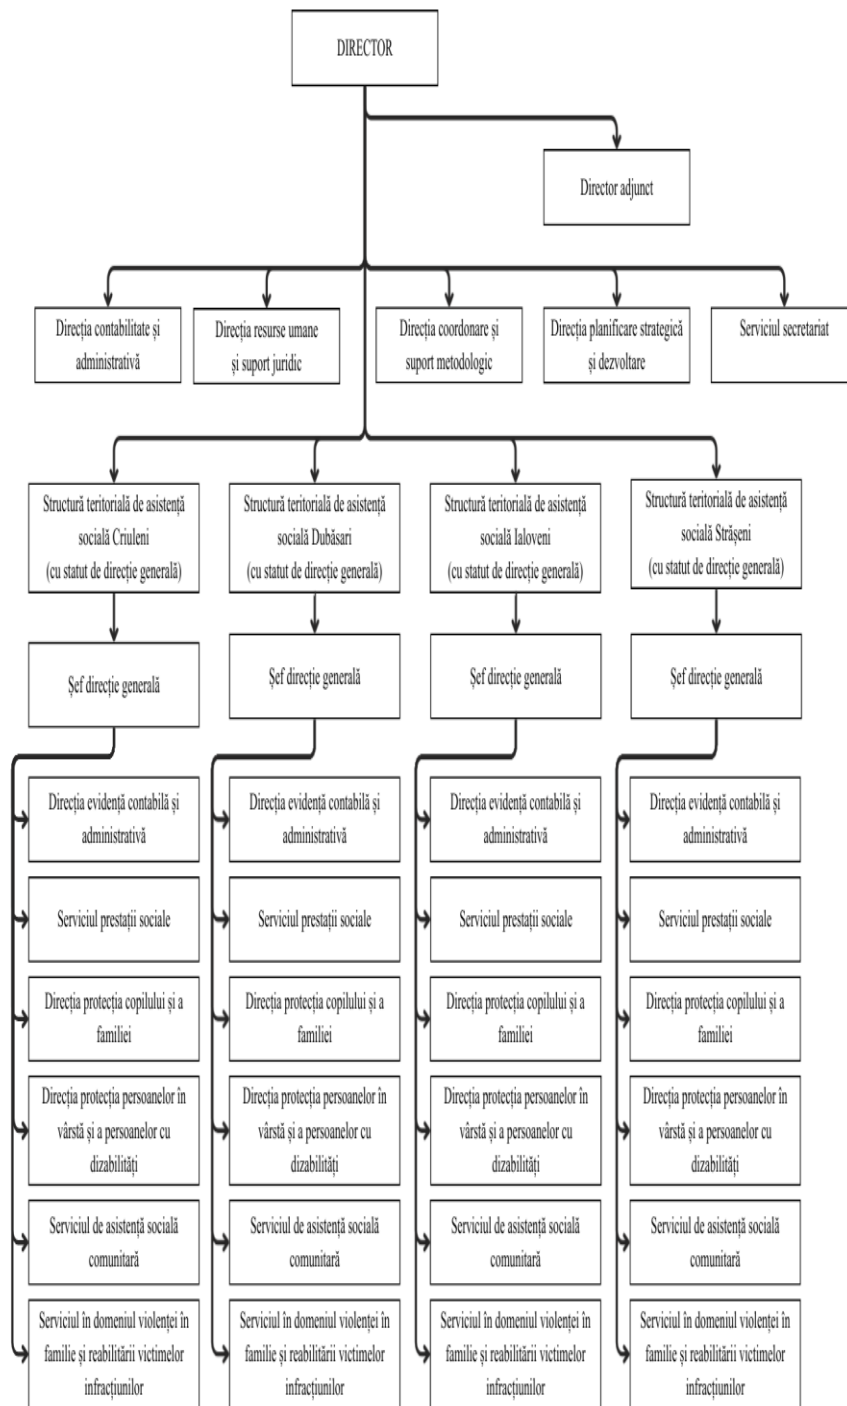 DIRECTOR
Director adjunct
Direcția contabilitate și
administrativă
Direcția resurse umane
și suport juridic
Direcția coordonare și
suport metodologic
Direcția planificare strategică
și dezvoltare
Serviciul secretariat
Structură teritorială de asistență
socială Criuleni
(cu statut de direcție generală)
Structură teritorială de asistență
socială Dubăsari
(cu statut de direcție generală)
Structură teritorială de asistență
socială Ialoveni
(cu statut de direcție generală)
Structură teritorială de asistență
socială Strășeni
(cu statut de direcție generală)
Șef direcție generală
Șef direcție generală
Șef direcție generală
Șef direcție generală
Direcția evidență contabilă și
administrativă
Direcția evidență contabilă și
administrativă
Direcția evidență contabilă și
administrativă
Direcția evidență contabilă și
administrativă
Serviciul prestații sociale
Serviciul prestații sociale
Serviciul prestații sociale
Serviciul prestații sociale
Direcția protecția copilului și a
familiei
Direcția protecția copilului și a
familiei
Direcția protecția copilului și a
familiei
Direcția protecția copilului și a
familiei
Direcția protecția persoanelor în
vârstă și a persoanelor cu
dizabilități
Direcția protecția persoanelor în
vârstă și a persoanelor cu
dizabilități
Direcția protecția persoanelor în
vârstă și a persoanelor cu
dizabilități
Direcția protecția persoanelor în
vârstă și a persoanelor cu
dizabilități
Serviciul de asistență socială
comunitară
Serviciul de asistență socială
comunitară
Serviciul de asistență socială
comunitară
Serviciul de asistență socială
comunitară
Serviciul în domeniul violenței în
familie și reabilitării victimelor
infracțiunilor
Serviciul în domeniul violenței în
familie și reabilitării victimelor
infracțiunilor
Serviciul în domeniul violenței în
familie și reabilitării victimelor
infracțiunilor
Serviciul în domeniul violenței în
familie și reabilitării victimelor
infracțiunilor